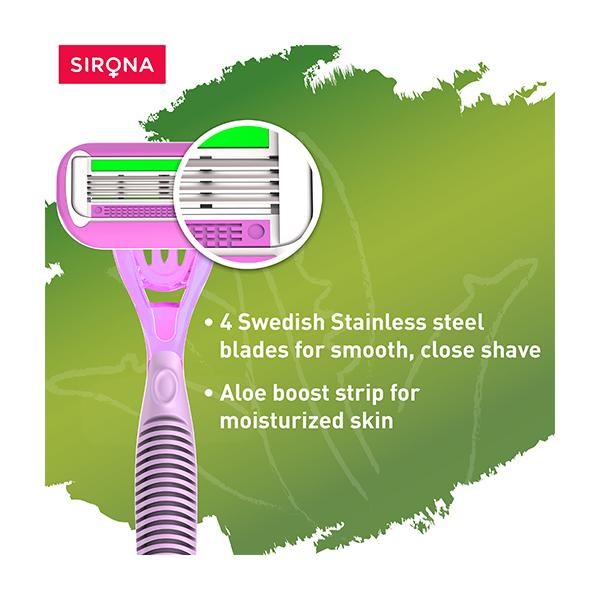 SIRONA
• 4 Swedish Stainless steel
blades for smooth, close shave
• Aloe boost strip for
moisturized skin